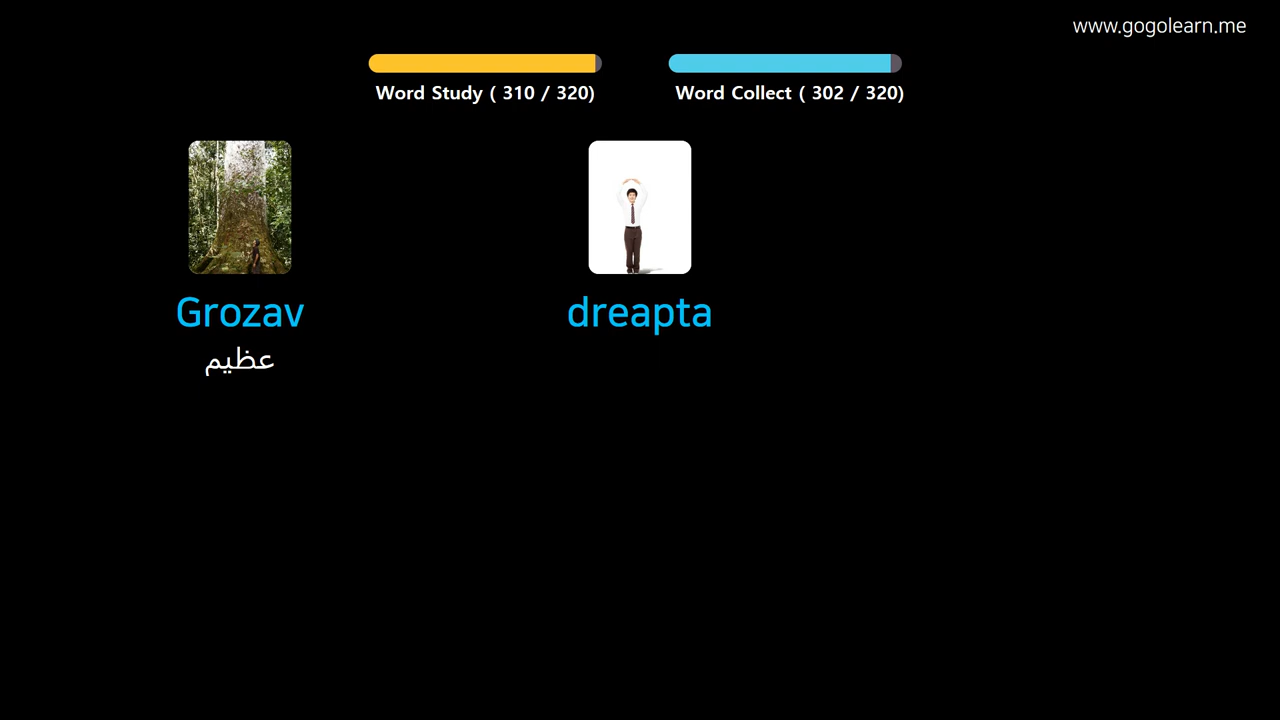 www.gogolearn.me
Word Study ( 310 / 320)
Word Collect ( 302 / 320)
Grozav
dreapta
عظيم